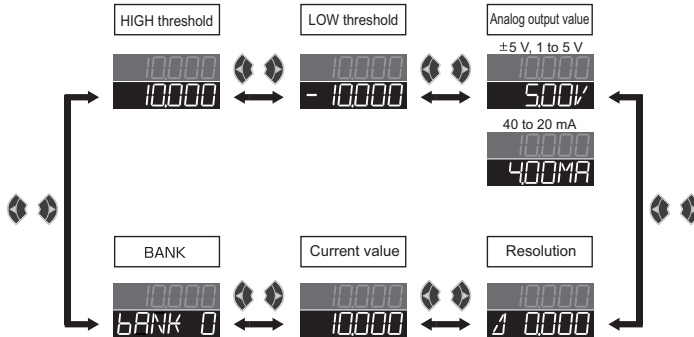 HIGH threshold
LOW threshold
Analog output value
±5 V, 1 to 5 V
10.000
10.000
10.000
10.000
- 10.000
5.00V
40 to 20 mA
10.000
4.00MA
BANK
Current value
Resolution
10.000
10.000
10.000
bANK 0
10.000
Δ 0.000